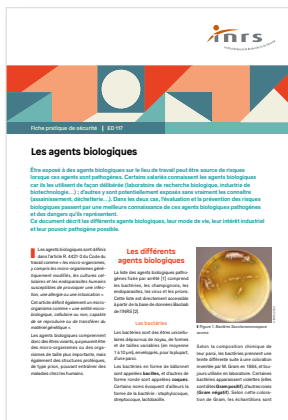 inrs
Fiche pratique de sécurité | ED 117
Les agents biologiques
Être exposé à des agents biologiques sur le lieu de travail peut être source de risques
lorsque ces agents sont pathogènes. Certains salariés connaissent les agents biologiques
car ils les utilisent de façon délibérée (laboratoire de recherche biologique, industrie de
biotechnologie…) ; d'autres y sont potentiellement exposés sans vraiment les connaître
(assainissement, déchetterie…). Dans les deux cas, l'évaluation et la prévention des risques
biologiques passent par une meilleure connaissance de ces agents biologiques pathogènes
et des dangers qu'ils représentent.
Ce document décrit les différents agents biologiques, leur mode de vie, leur intérêt industriel
et leur pouvoir pathogène possible.
Les agents biologiques sont définis
dans l'article R. 4421-2 du Code du
travail comme « les micro-organismes,
y compris les micro-organismes géné-
tiquement modifiés, les cultures cel-
lulaires et les endoparasites humains
susceptibles de provoquer une infec-
tion, une allergie ou une intoxication ».
Cet article définit également un micro-
organisme comme « une entité micro-
biologique, cellulaire ou non, capable
de se reproduire ou de transférer du
matériel génétique ».
Les agents biologiques comprennent
donc des êtres vivants, qui peuvent être
des micro-organismes ou des orga-
nismes de taille plus importante, mais
également des structures protéiques,
de type prion, pouvant entraîner des
maladies chez les humains.
Les différents
agents biologiques
La liste des agents biologiques patho-
gènes fixée par arrêté [1] comprend
les bactéries, les champignons, les
endoparasites, les virus et les prions.
Cette liste est directement accessible
à partir de la base de données Baobab
de l'INRS [2].
Les bactéries
Les bactéries sont des êtres unicellu-
laires dépourvus de noyau, de formes
et de tailles variables (en moyenne
1 à 10 µm), enveloppés, pour la plupart,
d'une paroi.
Les bactéries en forme de bâtonnet
sont appelées bacilles, et d'autres de
forme ronde sont appelées coques.
Certains noms évoquent d'ailleurs la
forme de la bactérie : staphylocoque,
streptocoque, lactobacille.
Figure 1. Bactérie
Selon la composition chimique de
leur paroi, les bactéries prennent une
teinte différente suite à une coloration
inventée par M. Gram en 1884, et tou-
jours utilisée en laboratoire. Certaines
bactéries apparaissent violettes (elles
sont dites Gram positif), d'autres rosées
(Gram négatif). Selon cette colora-
tion de Gram, les échantillons sont